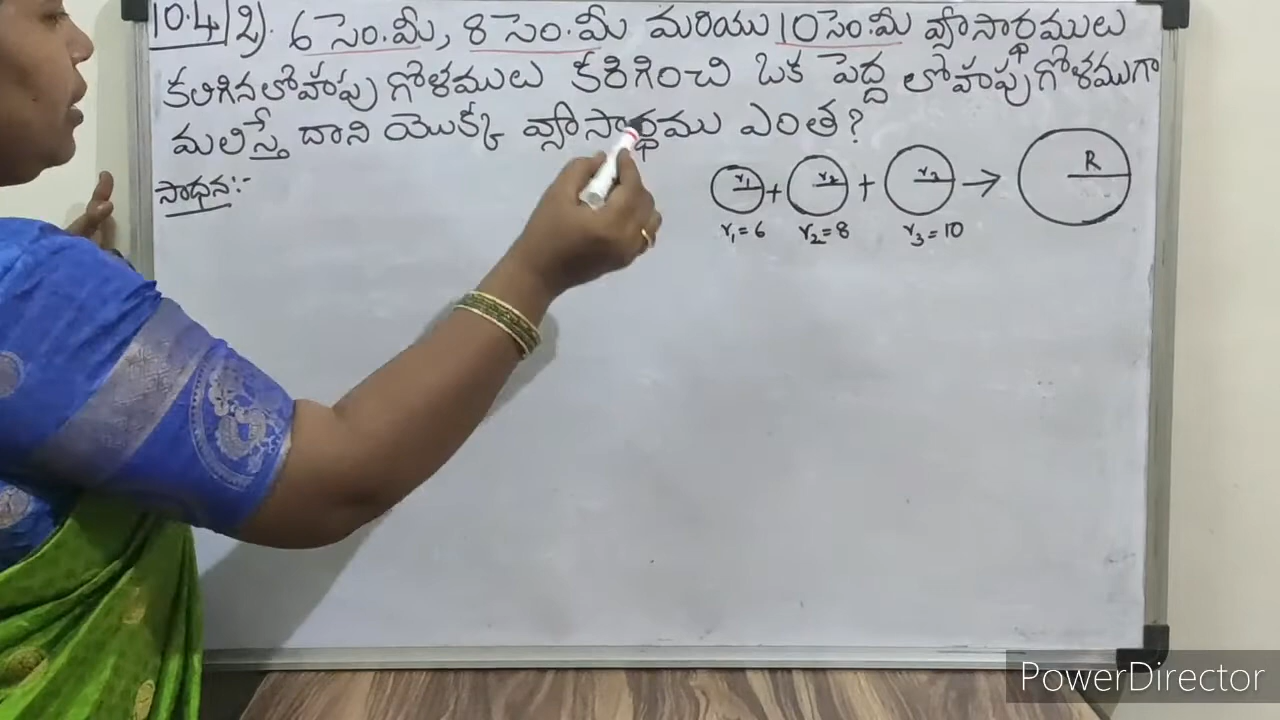 10.4 2). 6 సెం.మీ, 8 సెం.మీ మరియు 10 సెం.మీ వ్యాసార్థములు
కలిగిన లోహపు గోళములు కరిగించి ఒక పెద్ద లోహపు గోళముగా
మలిస్తే దాని యొక్క వ్యాసార్థము ఎంత?
సాధన:-
r₁ + r₂ + r₃ → R
r₁ = 6 r₂ = 8 r₃ = 10
PowerDirector